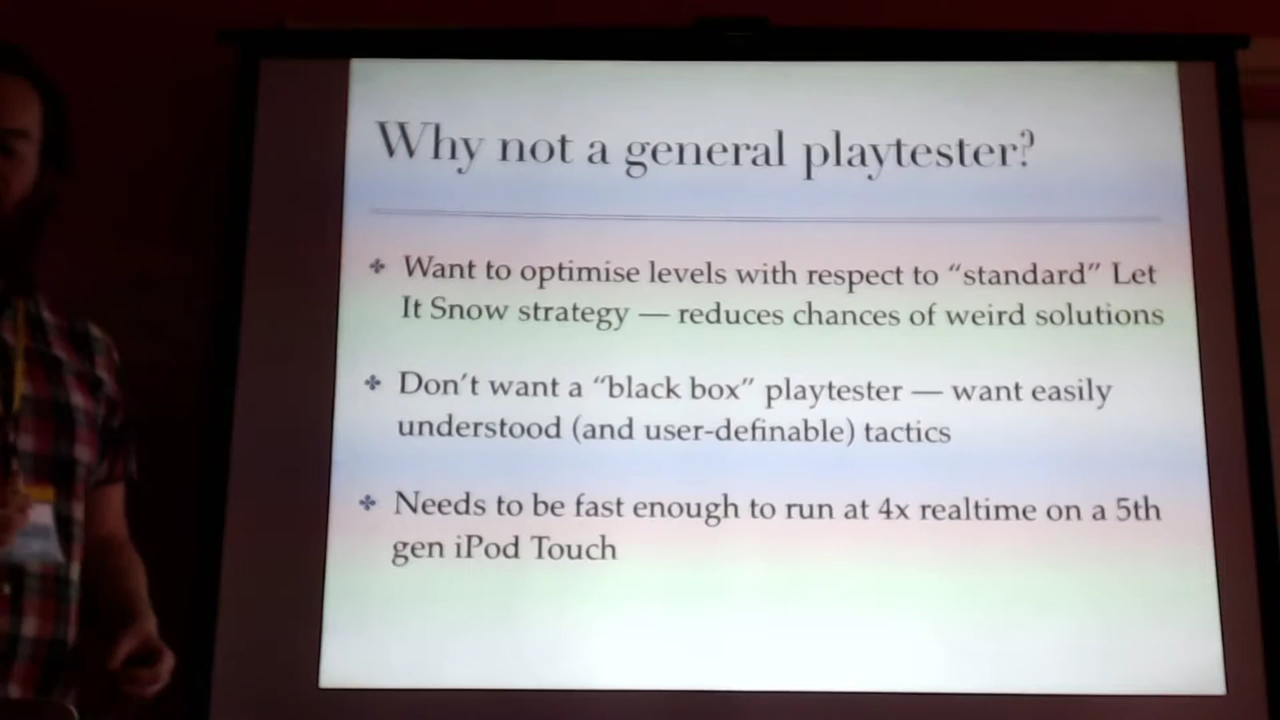 Why not a general playtester?
Want to optimise levels with respect to “standard” Let
It Snow strategy — reduces chances of weird solutions
Don’t want a “black box” playtester — want easily
understood (and user-definable) tactics
Needs to be fast enough to run at 4x realtime on a 5th
gen iPod Touch